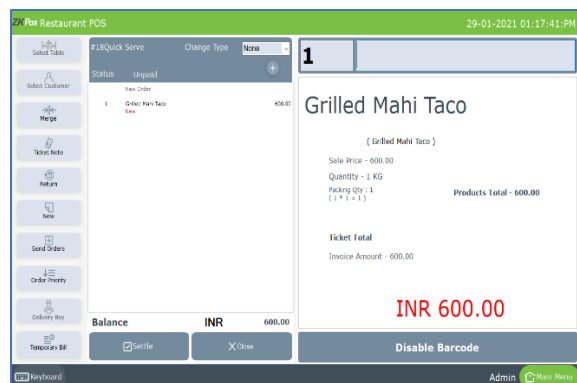 ZKPos Restaurant POS
29-01-2021 01:17:41:PM
Select Table
Select Customer
Merge
Ticket Note
Return
New
Send Orders
Order Priority
Delivery Boy
Temporary Bill
#18Quick Serve Change Type None
Status Unpaid
New Order
1 Grilled Mahi Taco 600.00
New
Balance INR 600.00
Settle Close
1
Grilled Mahi Taco
( Grilled Mahi Taco )
Sale Price - 600.00
Quantity - 1 KG
Packng Qty : 1
( 1 * 1 = 1 )
Products Total - 600.00
Ticket Total
Invoice Amount - 600.00
INR 600.00
Disable Barcode
Keyboard
Admin Main Menu